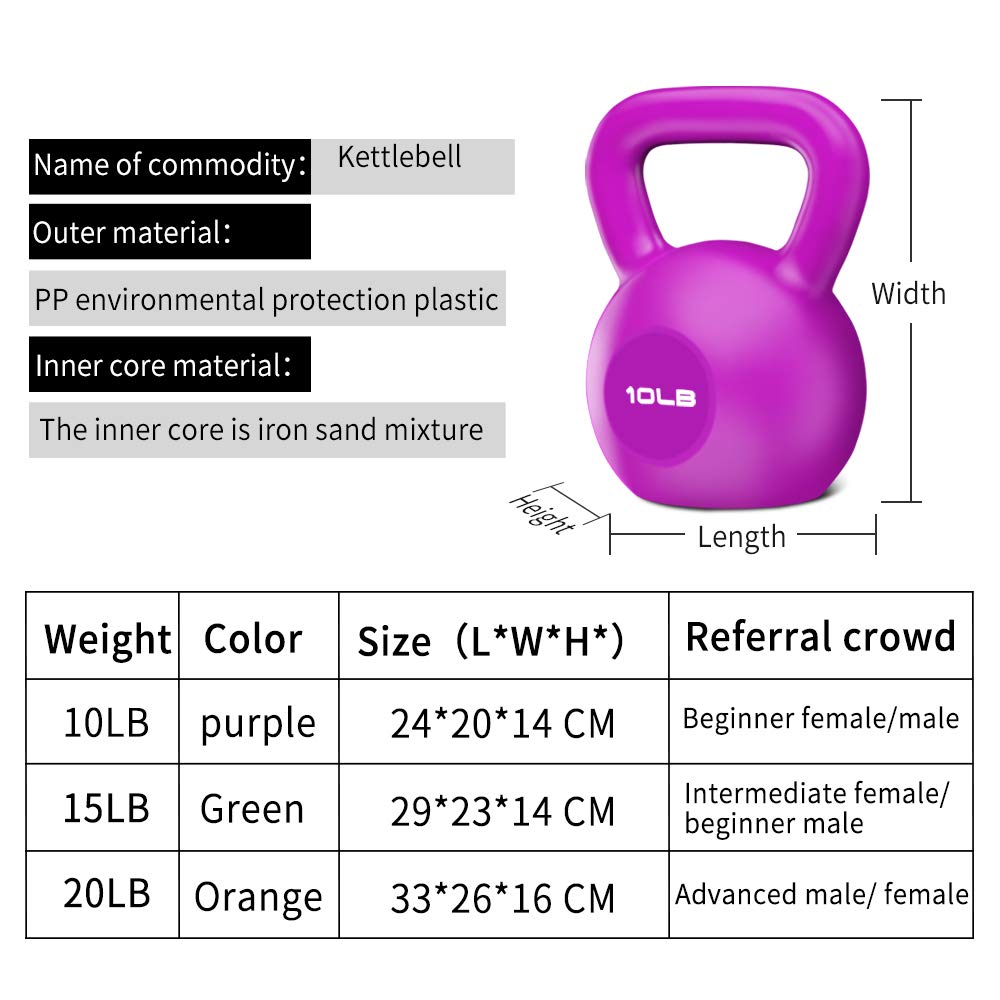 Name of commodity： Kettlebell
Outer material：
PP environmental protection plastic
Inner core material：
The inner core is iron sand mixture
10LB
Width
Height
Length
Weight Color Size（L*W*H*） Referral crowd
10LB purple 24*20*14 CM Beginner female/male
15LB Green 29*23*14 CM Intermediate female/
beginner male
20LB Orange 33*26*16 CM Advanced male/ female